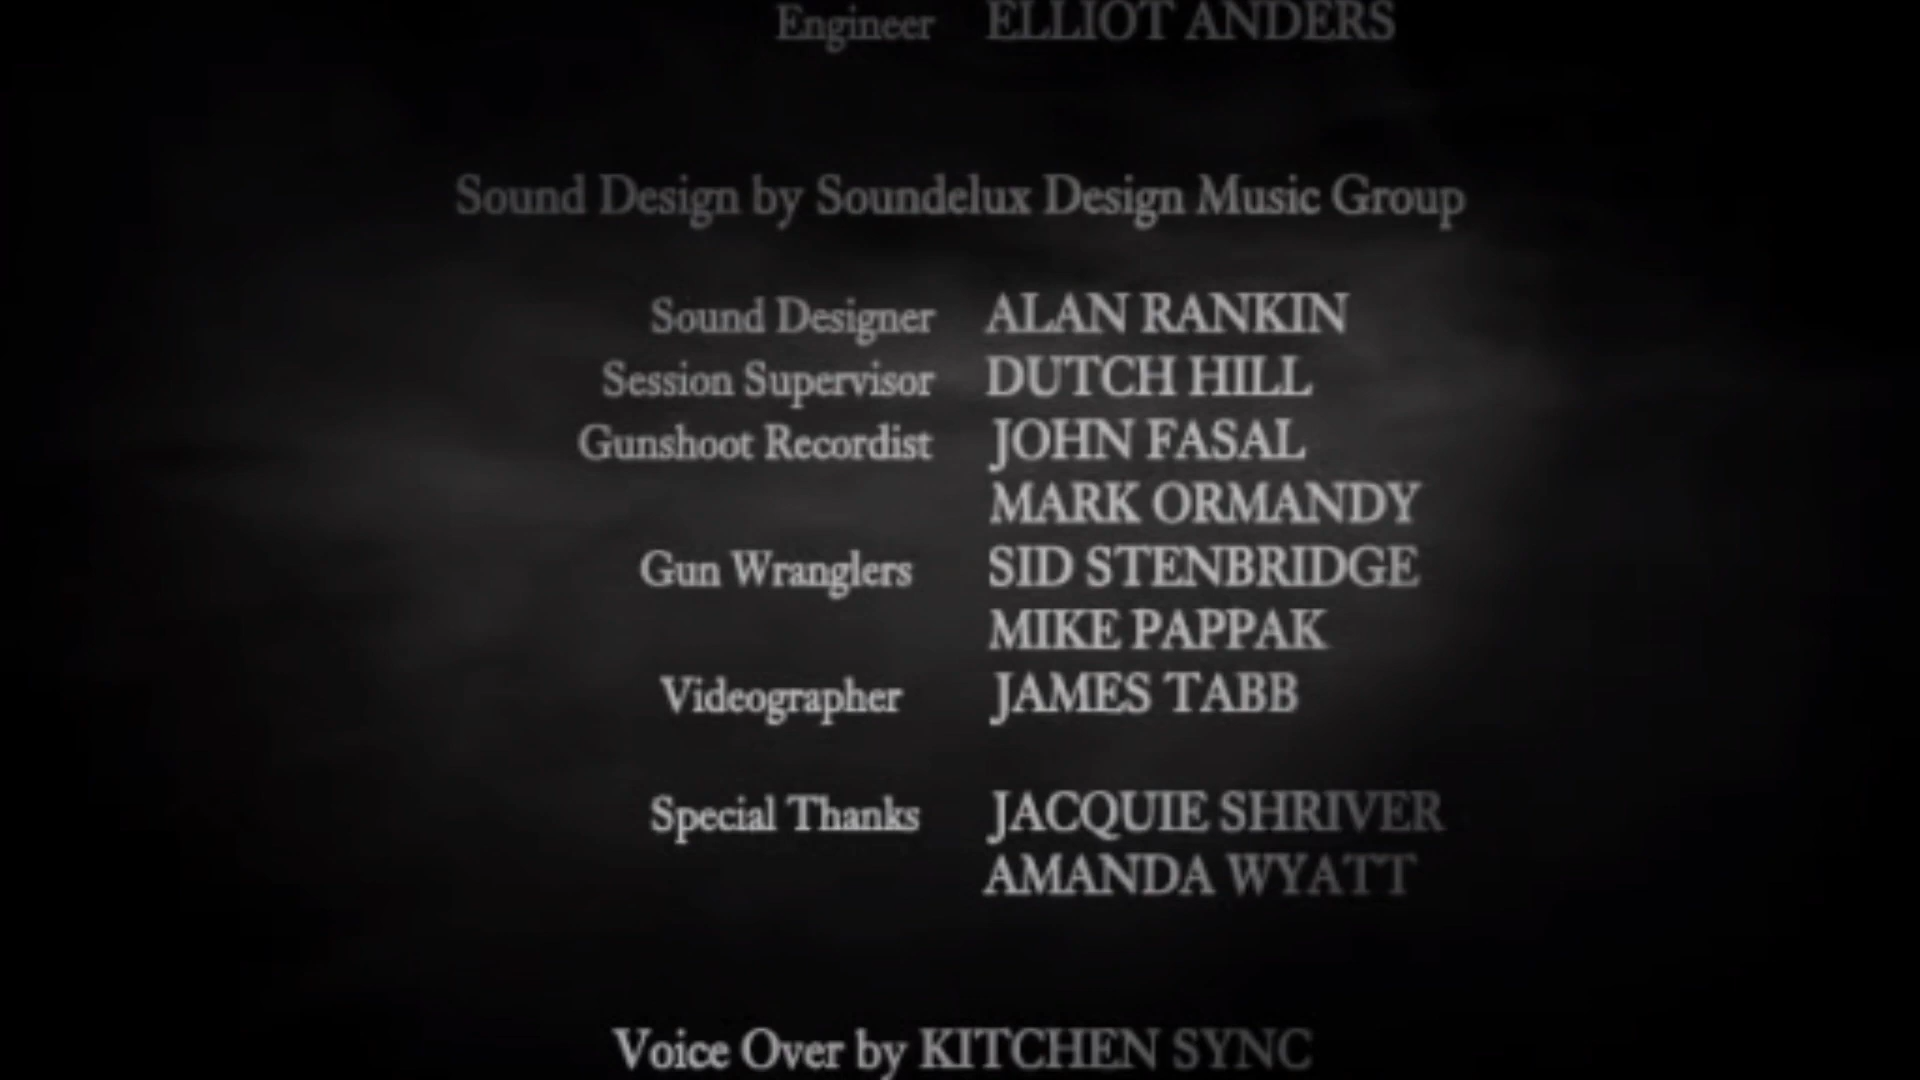 Engineer ELLIOT ANDERS
Sound Design by Soundelux Design Music Group
Sound Designer ALAN RANKIN
Session Supervisor DUTCH HILL
Gunshoot Recordist JOHN FASAL
MARK ORMANDY
Gun Wranglers SID STENBRIDGE
MIKE PAPPAK
Videographer JAMES TABB
Special Thanks JACQUIE SHRIVER
AMANDA WYATT
Voice Over by KITCHEN SYNC